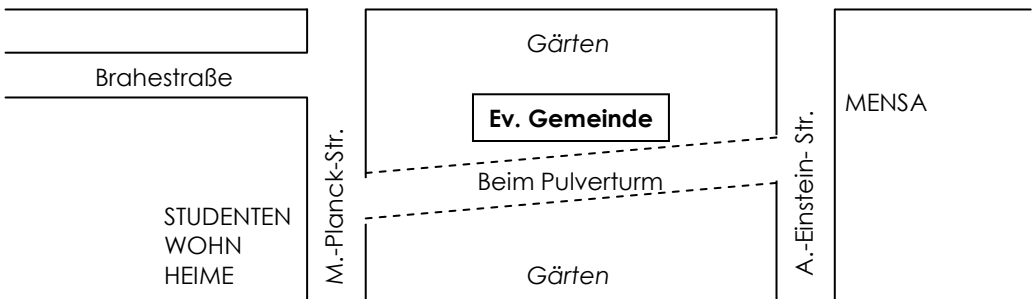 Gärten
Brahestraße
Ev. Gemeinde
MENSA
M.-Planck-Str.
Beim Pulverturm
A.-Einstein- Str.
STUDENTEN
WOHN
HEIME
Gärten